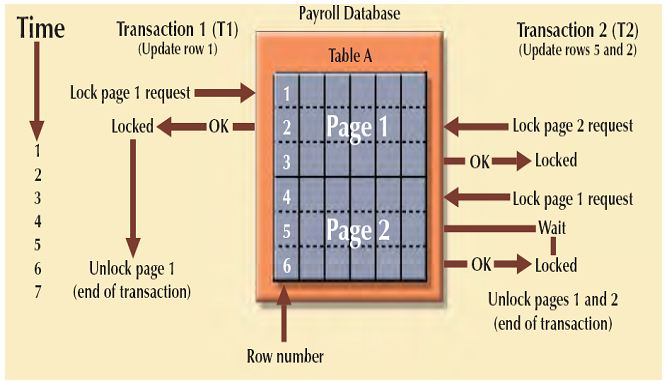 Payroll Database
Time
Transaction 1 (T1)
(Update row 1)
Transaction 2 (T2)
(Update rows 5 and 2)
Table A
Lock page 1 request
1
Locked
OK
2
Page 1
Lock page 2 request
3
OK
Locked
1
2
3
4
5
6
7
4
Lock page 1 request
5
Page 2
Wait
6
OK
Locked
Unlock page 1
(end of transaction)
Unlock pages 1 and 2
(end of transaction)
Row number